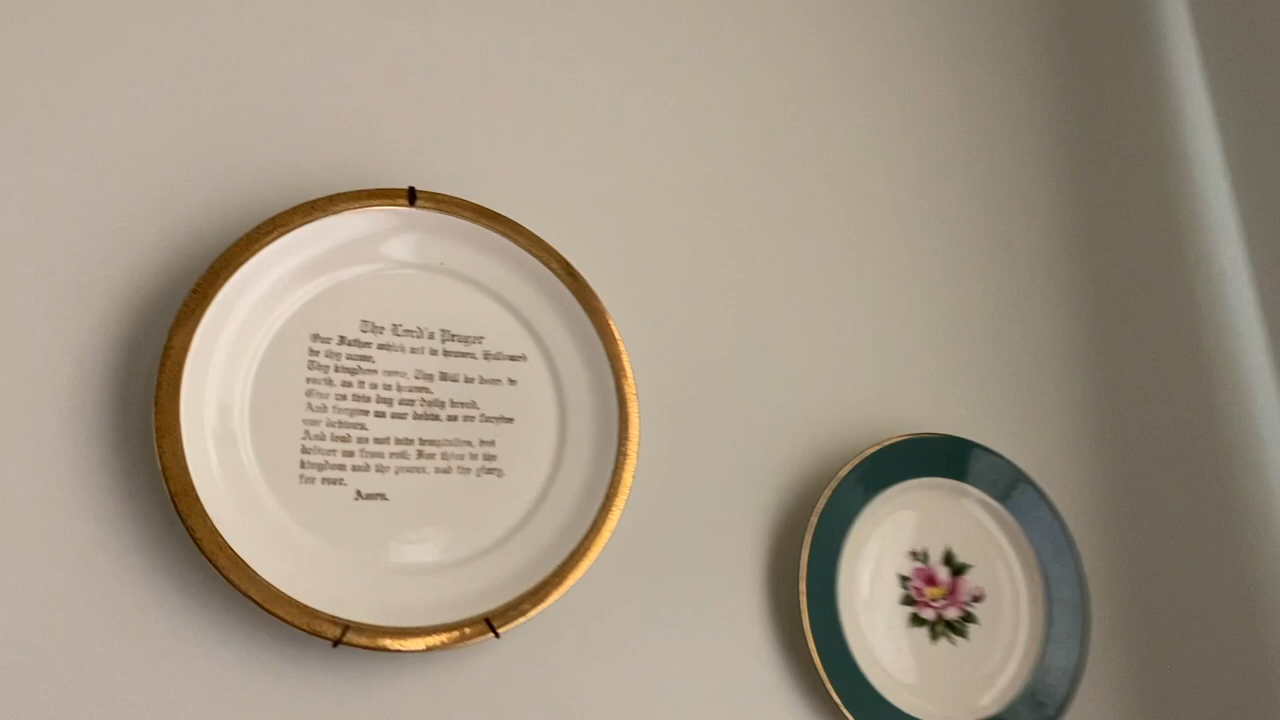 The Lord's Prayer
Our Father which art in heaven, Hallowed
be thy name.
Thy kingdom come, Thy Will be done in
earth, as it is in heaven.
Give us this day our daily bread.
And forgive us our debts, as we forgive
our debtors.
And lead us not into temptation, but
deliver us from evil: For thine is the
kingdom and the power, and the glory,
for ever.
Amen.